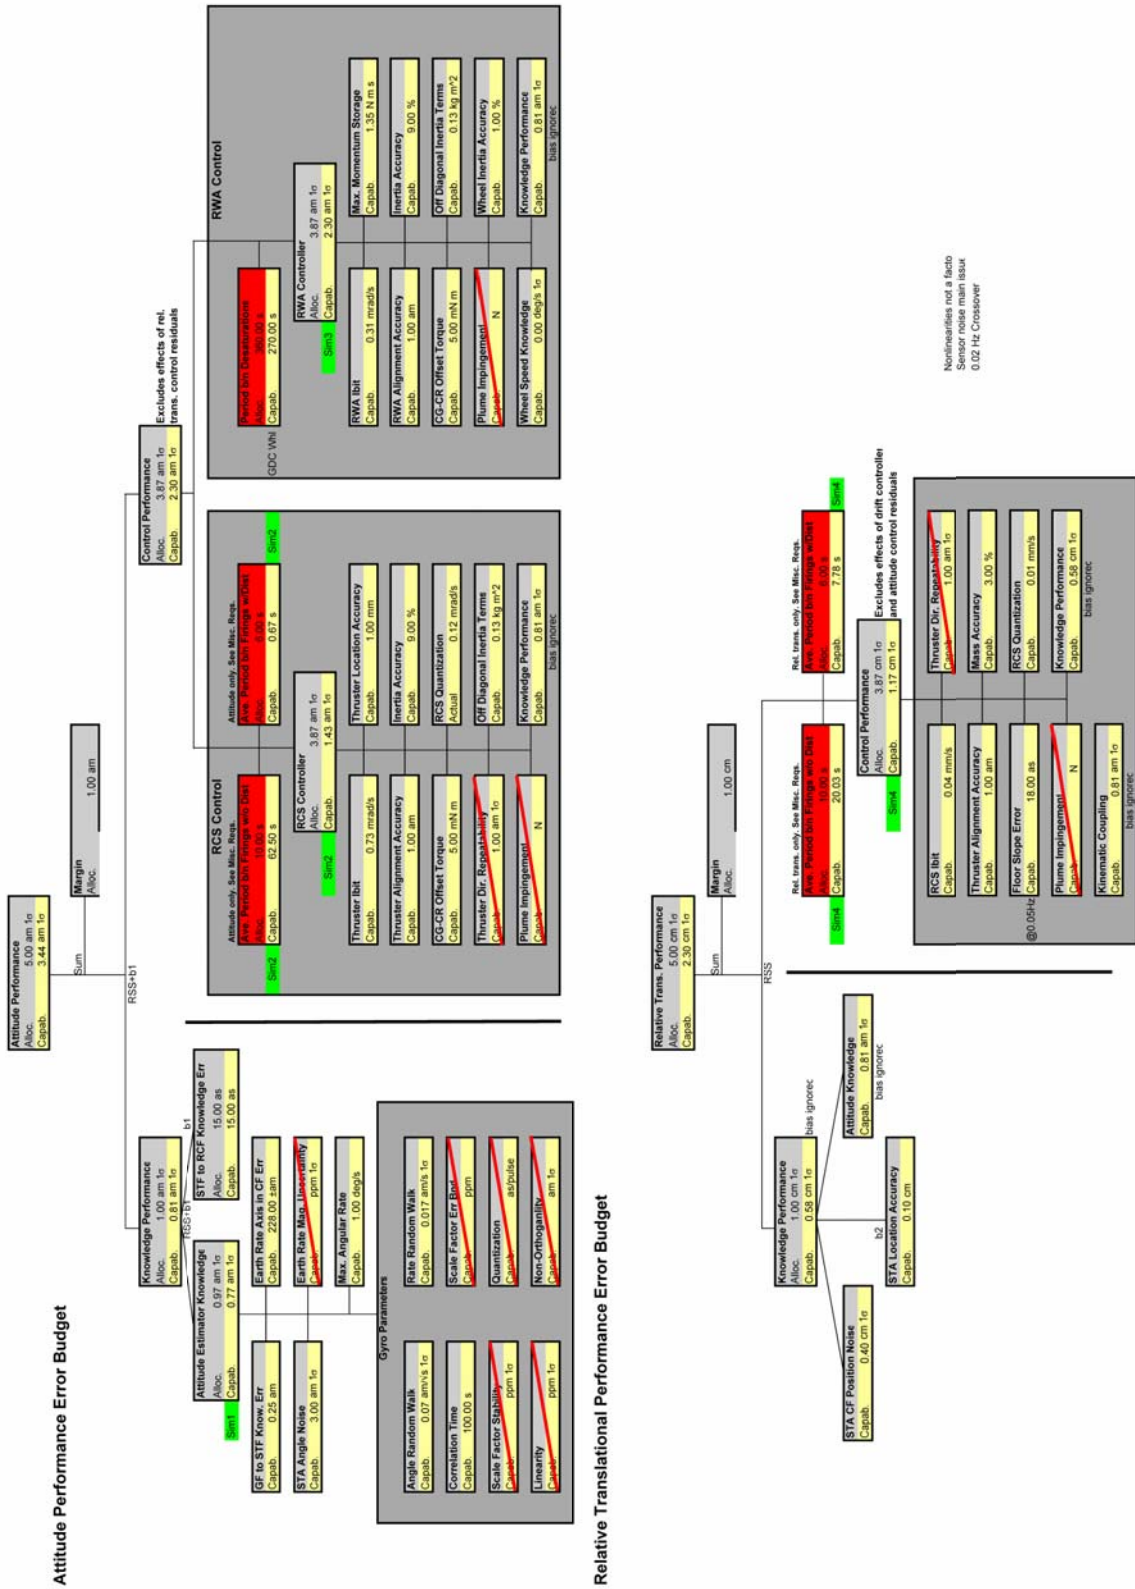 Attitude Performance Error Budget
Attitude Performance
Alloc. 5.00 am 1σ
Capab. 3.44 am 1σ
Sum
Margin
Alloc. 1.00 am
RSS+b1
Knowledge Performance
Alloc. 1.00 am 1σ
Capab. 0.81 am 1σ
RSS+b1
b1
Attitude Estimator Knowledge
Alloc. 0.97 am 1σ
Capab. 0.77 am 1σ
Sim1
STF to RCF Knowledge Err
Alloc. 15.00 as
Capab. 15.00 as
GF to STF Know. Err
Capab. 0.25 am
Earth Rate Axis in CF Err
Capab. 228.00 ±am
STA Angle Noise
Capab. 3.00 am 1σ
Earth Rate Mag. Uncertainty
Capab. ppm 1σ
Max. Angular Rate
Capab. 1.00 deg/s
Gyro Parameters
Angle Random Walk
Capab. 0.07 am/√s 1σ
Rate Random Walk
Capab. 0.017 am/s 1σ
Correlation Time
Capab. 100.00 s
Scale Factor Err Bnd
Capab. ppm
Scale Factor Stability
Capab. ppm 1σ
Quantization
Capab. as/pulse
Linearity
Capab. ppm 1σ
Non-Orthoganlity
Capab. am 1σ
Control Performance
Alloc. 3.87 am 1σ
Capab. 2.30 am 1σ
Excludes effects of rel.
trans. control residuals
RCS Control
Attitude only. See Misc. Reqs.
Ave. Period b/n Firings w/o Dist
Alloc. 10.00 s
Capab. 62.50 s
Sim2
Attitude only. See Misc. Reqs.
Ave. Period b/n Firings w/Dist
Alloc. 6.00 s
Capab. 0.67 s
Sim2
RCS Controller
Alloc. 3.87 am 1σ
Capab. 1.43 am 1σ
Sim2
Thruster Ibit
Capab. 0.73 mrad/s
Thruster Location Accuracy
Capab. 1.00 mm
Thruster Alignment Accuracy
Capab. 1.00 am
Inertia Accuracy
Capab. 9.00 %
CG-CR Offset Torque
Capab. 5.00 mN m
RCS Quantization
Actual 0.12 mrad/s
Thruster Dir. Repeatability
Capab. 1.00 am 1σ
Off Diagonal Inertia Terms
Capab. 0.13 kg m^2
Plume Impingement
Capab. N
Knowledge Performance
Capab. 0.81 am 1σ
bias ignorec
RWA Control
Period b/n Desaturations
Alloc. 360.00 s
Capab. 270.00 s
GDC Whl
RWA Controller
Alloc. 3.87 am 1σ
Capab. 2.30 am 1σ
Sim3
RWA Ibit
Capab. 0.31 mrad/s
Max. Momentum Storage
Capab. 1.35 N m s
RWA Alignment Accuracy
Capab. 1.00 am
Inertia Accuracy
Capab. 9.00 %
CG-CR Offset Torque
Capab. 5.00 mN m
Off Diagonal Inertia Terms
Capab. 0.13 kg m^2
Plume Impingement
Capab. N
Wheel Inertia Accuracy
Capab. 1.00 %
Wheel Speed Knowledge
Capab. 0.00 deg/s 1σ
Knowledge Performance
Capab. 0.81 am 1σ
bias ignorec
Relative Translational Performance Error Budget
Relative Trans. Performance
Alloc. 5.00 cm 1σ
Capab. 2.30 cm 1σ
Sum
Margin
Alloc. 1.00 cm
RSS
Knowledge Performance
Alloc. 1.00 cm 1σ
Capab. 0.58 cm 1σ
bias ignorec
b2
STA CF Position Noise
Capab. 0.40 cm 1σ
STA Location Accuracy
Capab. 0.10 cm
Attitude Knowledge
Capab. 0.81 am 1σ
bias ignorec
Rel. trans. only. See Misc. Reqs.
Ave. Period b/n Firings w/o Dist
Alloc. 10.00 s
Capab. 20.03 s
Sim4
Rel. trans. only. See Misc. Reqs.
Ave. Period b/n Firings w/Dist
Alloc. 6.00 s
Capab. 7.78 s
Sim4
Control Performance
Alloc. 3.87 cm 1σ
Capab. 1.17 cm 1σ
Sim4
Excludes effects of drift controller
and attitude control residuals
RCS Ibit
Capab. 0.04 mm/s
Thruster Dir. Repeatability
Capab. 1.00 am 1σ
Thruster Alignment Accuracy
Capab. 1.00 am
Mass Accuracy
Capab. 3.00 %
Floor Slope Error
Capab. 18.00 as
@0.05Hz
RCS Quantization
Capab. 0.01 mm/s
Plume Impingement
Capab. N
Knowledge Performance
Capab. 0.58 cm 1σ
bias ignorec
Kinematic Coupling
Capab. 0.81 am 1σ
bias ignorec
Nonlinearities not a facto
Sensor noise main issue
0.02 Hz Crossover